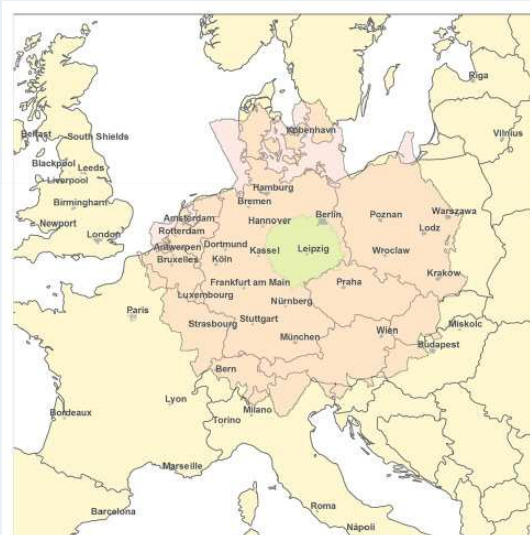 Riga
Vilnius
København
Belfast
South Shields
Blackpool
Leeds
Liverpool
Birmingham
Newport
London
Hamburg
Bremen
Amsterdam
Rotterdam
Hannover
Berlin
Poznan
Warszawa
Lodz
Antwerpen
Dortmund
Kassel
Leipzig
Wroclaw
Bruxelles
Köln
Krakow
Frankfurt am Main
Praha
Luxembourg
Nürnberg
Paris
Strasbourg
Stuttgart
München
Wien
Miskolc
Budapest
Bern
Lyon
Milano
Torino
Bordeaux
Marseille
Barcelona
Roma
Nápoli